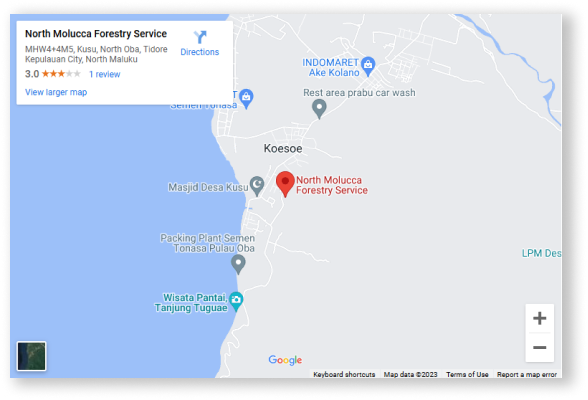 North Molucca Forestry Service
MHW4+4M5, Kusu, North Oba, Tidore
Kepulauan City, North Maluku
3.0
1 review
View larger map
Directions
INDOMARET
Ake Kolano
T
Semen Tonasa
Rest area prabu car wash
Koesoe
North Molucca
Forestry Service
Masjid Desa Kusu
Packing Plant Semen
Tonasa Pulau Oba
LPM Des
Wisata Pantai,
Tanjung Tuguae
Google
Keyboard shortcuts Map data ©2023 Terms of Use Report a map error